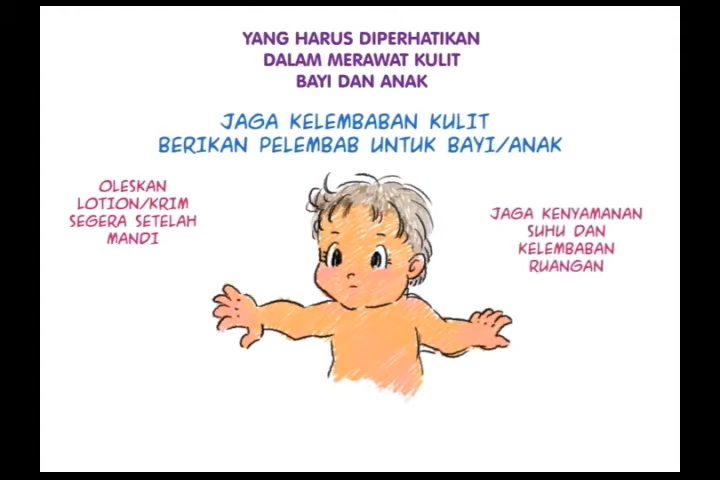 YANG HARUS DIPERHATIKAN
DALAM MERAWAT KULIT
BAYI DAN ANAK
JAGA KELEMBABAN KULIT
BERIKAN PELEMBAB UNTUK BAYI/ANAK
OLESKAN
LOTION/KRIM
SEGERA SETELAH
MANDI
JAGA KENYAMANAN
SUHU DAN
KELEMBABAN
RUANGAN